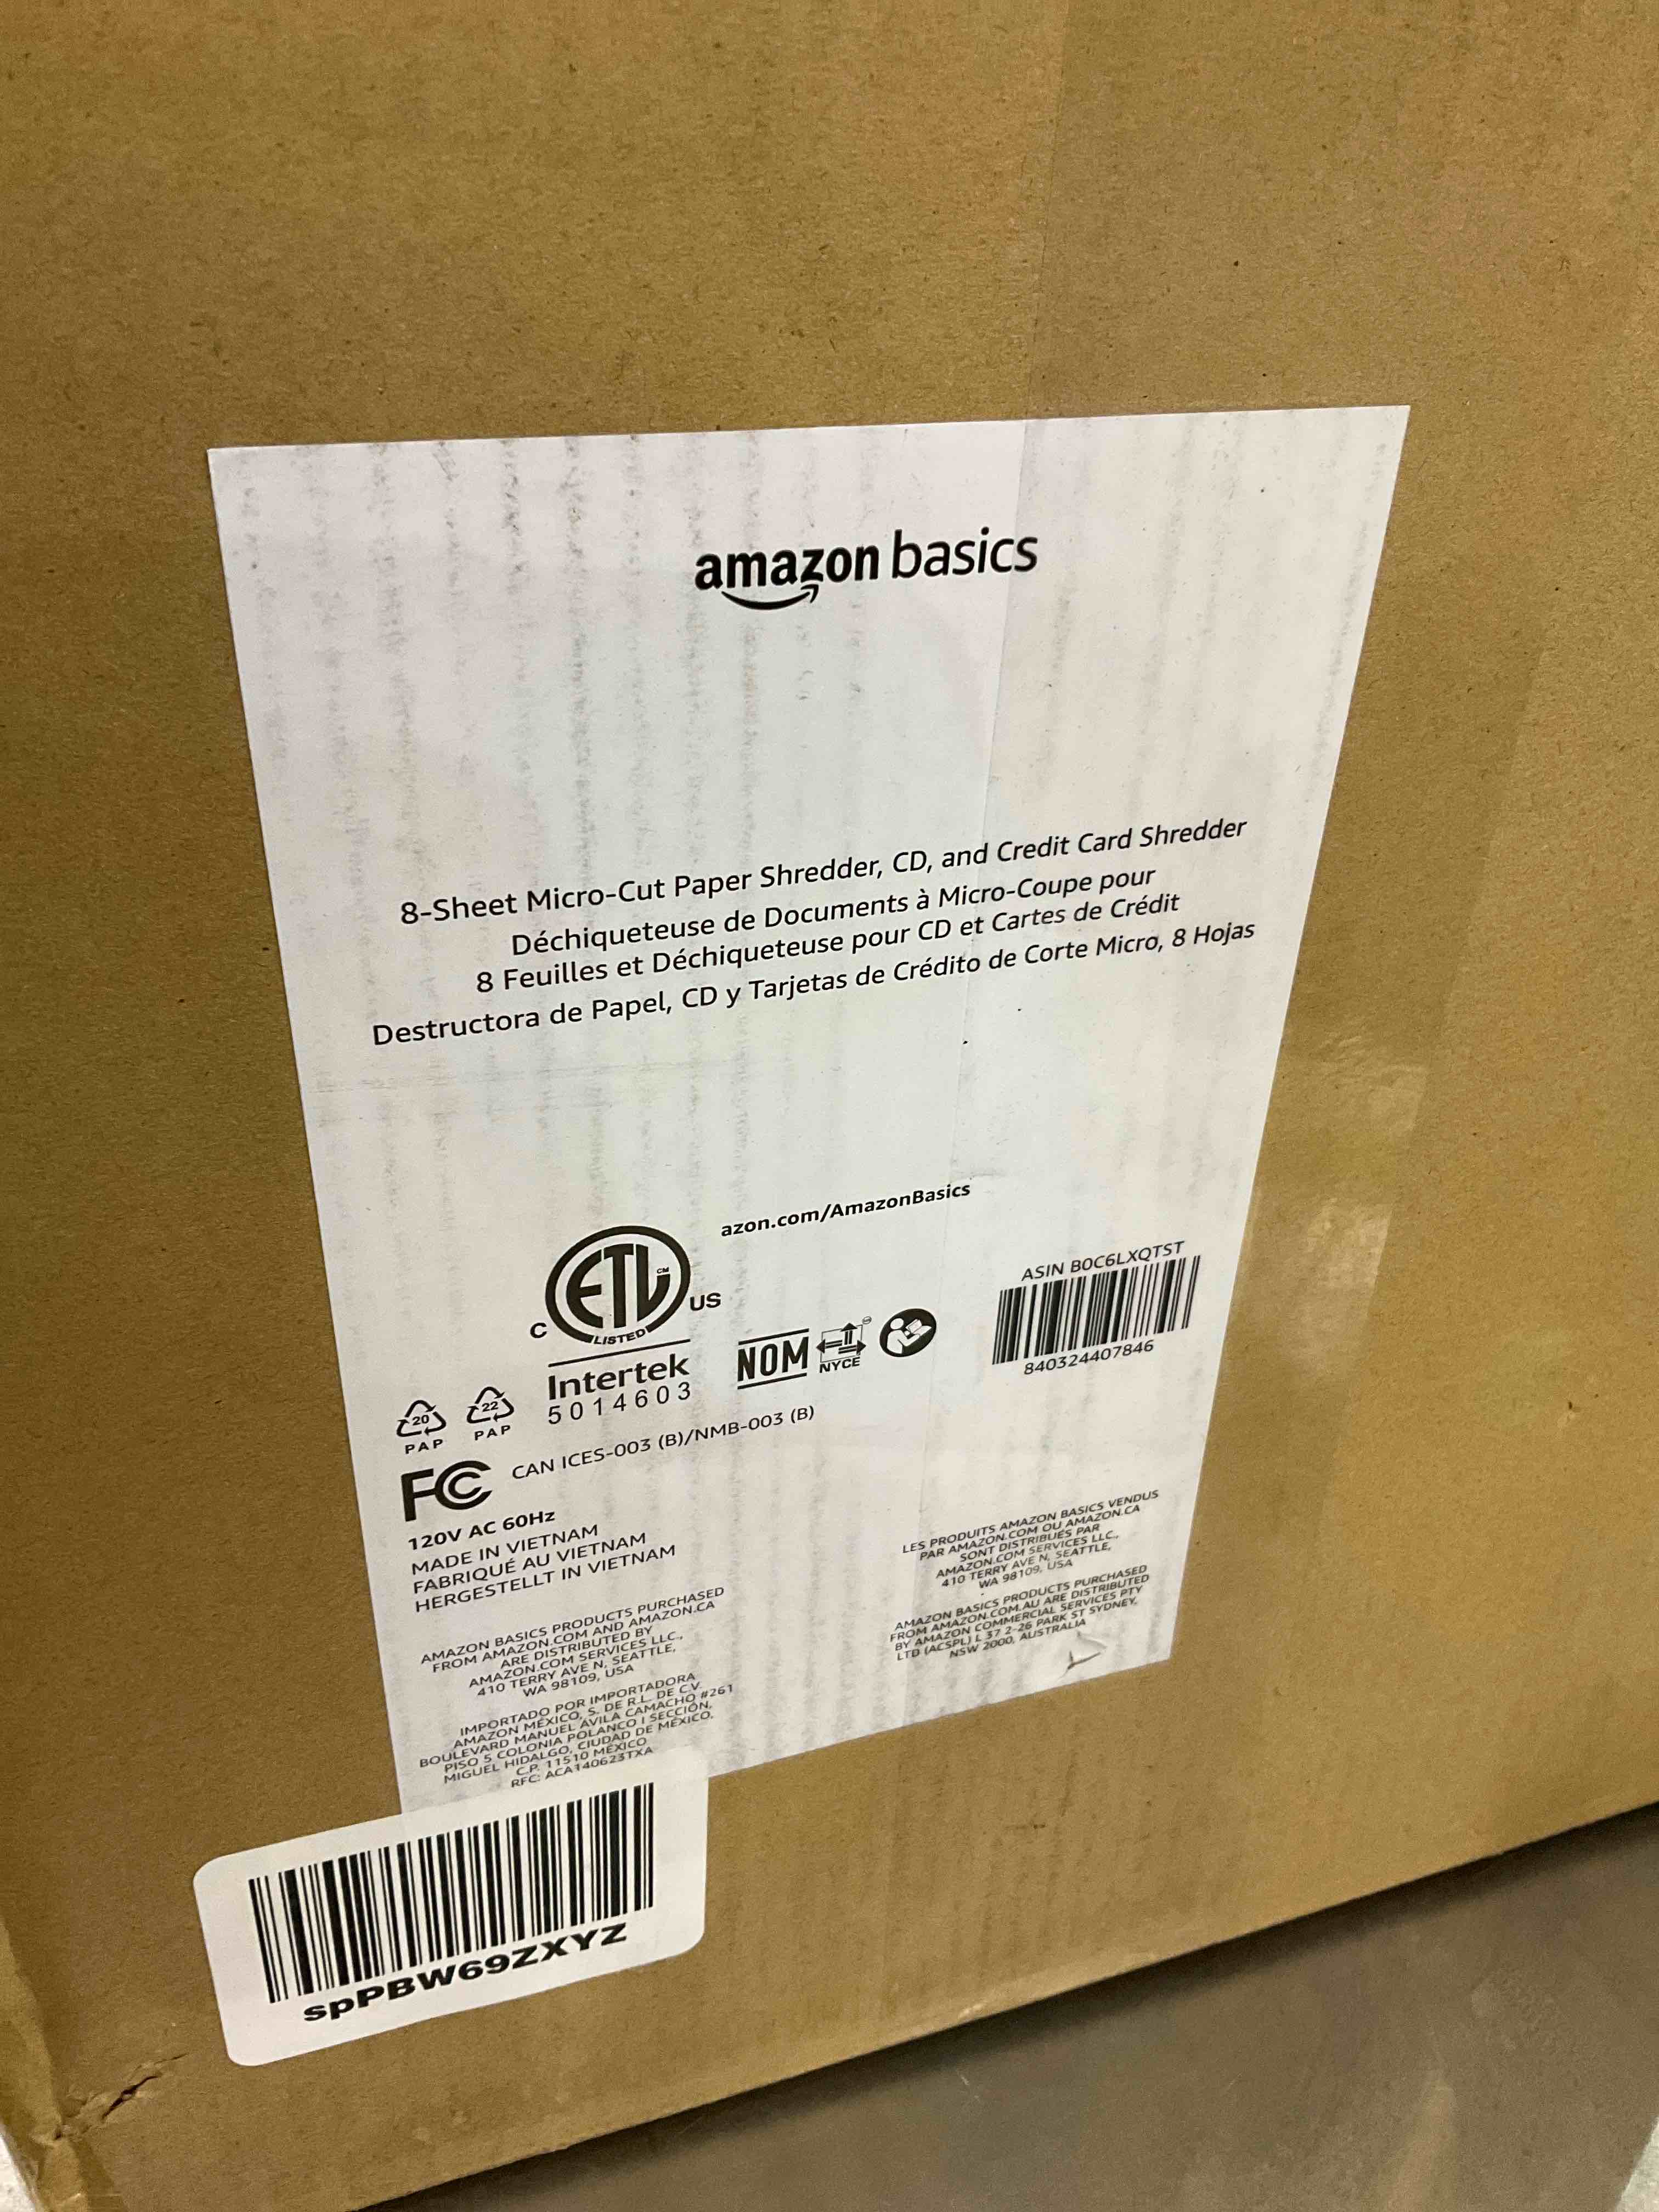 amazon basics
8-Sheet Micro-Cut Paper Shredder, CD, and Credit Card Shredder
Déchiqueteuse de Documents à Micro-Coupe pour
8 Feuilles et Déchiqueteuse pour CD et Cartes de Crédit
Destructora de Papel, CD y Tarjetas de Crédito de Corte Micro, 8 Hojas
azon.com/AmazonBasics
ETL CM
C LISTED US
Intertek
5014603
NOM NYCE
ASIN B0C6LXQTST
840324407846
20 PAP
22 PAP
FC CAN ICES-003 (B)/NMB-003 (B)
120V AC 60Hz
MADE IN VIETNAM
FABRIQUÉ AU VIETNAM
HERGESTELLT IN VIETNAM
AMAZON BASICS PRODUCTS PURCHASED
FROM AMAZON.COM AND AMAZON.CA
ARE DISTRIBUTED BY
AMAZON.COM SERVICES LLC.,
410 TERRY AVE N, SEATTLE,
WA 98109, USA
IMPORTADO POR IMPORTADORA
AMAZON MÉXICO, S. DE R.L. DE C.V.
BOULEVARD MANUEL ÁVILA CAMACHO #261
PISO 5 COLONIA POLANCO I SECCIÓN,
MIGUEL HIDALGO, CIUDAD DE MÉXICO,
C.P. 11510 MÉXICO
RFC: ACA140623TXA
LES PRODUITS AMAZON BASICS VENDUS
PAR AMAZON.COM OU AMAZON.CA
SONT DISTRIBUÉS PAR
AMAZON.COM SERVICES LLC.,
410 TERRY AVE N, SEATTLE,
WA 98109, USA
AMAZON BASICS PRODUCTS PURCHASED
FROM AMAZON.COM.AU ARE DISTRIBUTED
BY AMAZON COMMERCIAL SERVICES PTY
LTD (ACSPL) L 37 2-26 PARK ST SYDNEY,
NSW 2000, AUSTRALIA
spPBW69ZXYZ